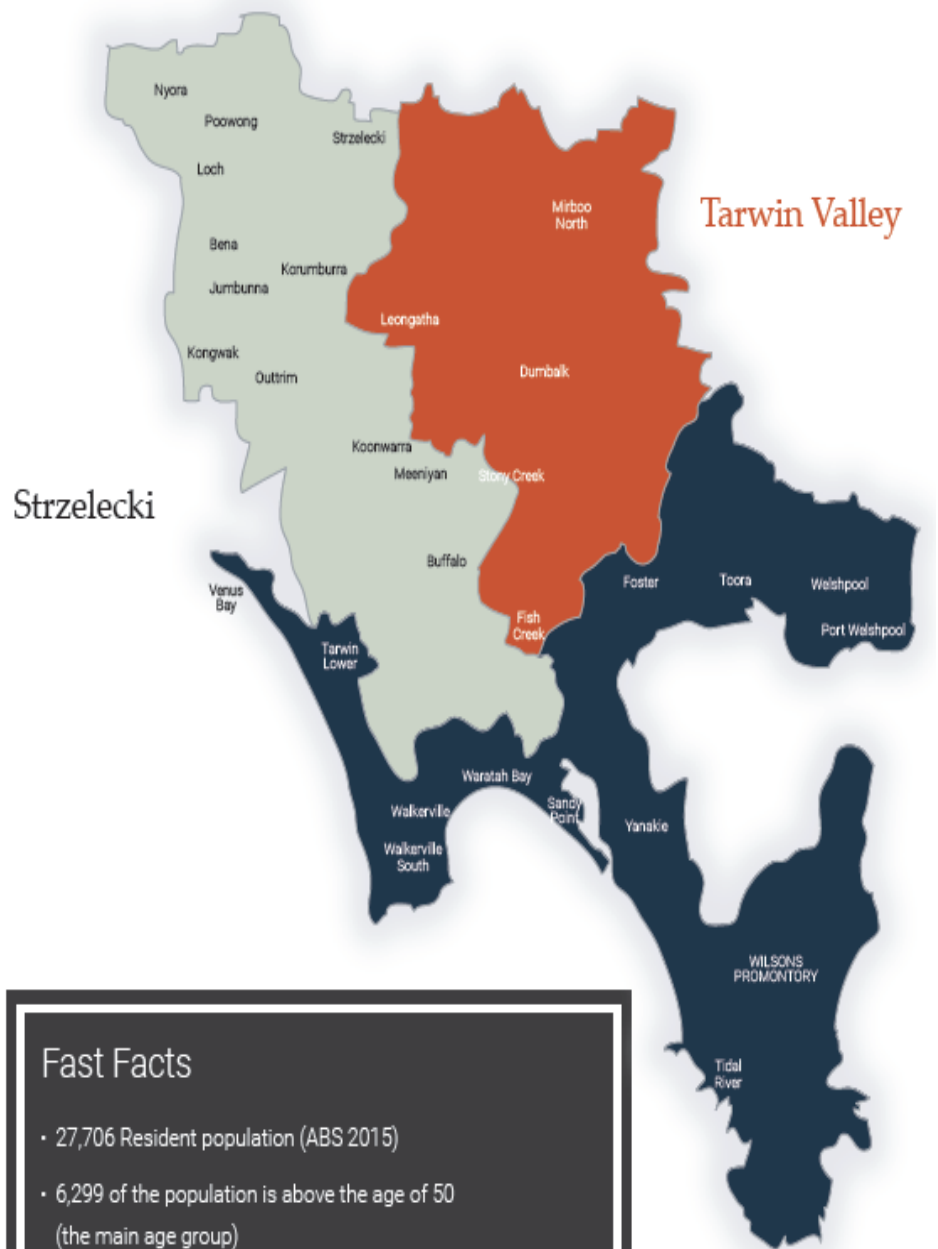 Nyora
Poowong
Strzelecki
Loch
Mirboo
North
Tarwin Valley
Bena
Korumburra
Jumbunna
Leongatha
Kongwak
Outtrim
Dumbalk
Koonwarra
Meeniyan
Stony Creek
Strzelecki
Buffalo
Foster
Toora
Welshpool
Venus
Bay
Fish
Creek
Port Welshpool
Tarwin
Lower
Waratah Bay
Walkerville
Sandy
Point
Yanakie
Walkerville
South
WILSONS
PROMONTORY
Tidal
River
Fast Facts
· 27,706 Resident population (ABS 2015)
· 6,299 of the population is above the age of 50
(the main age group)